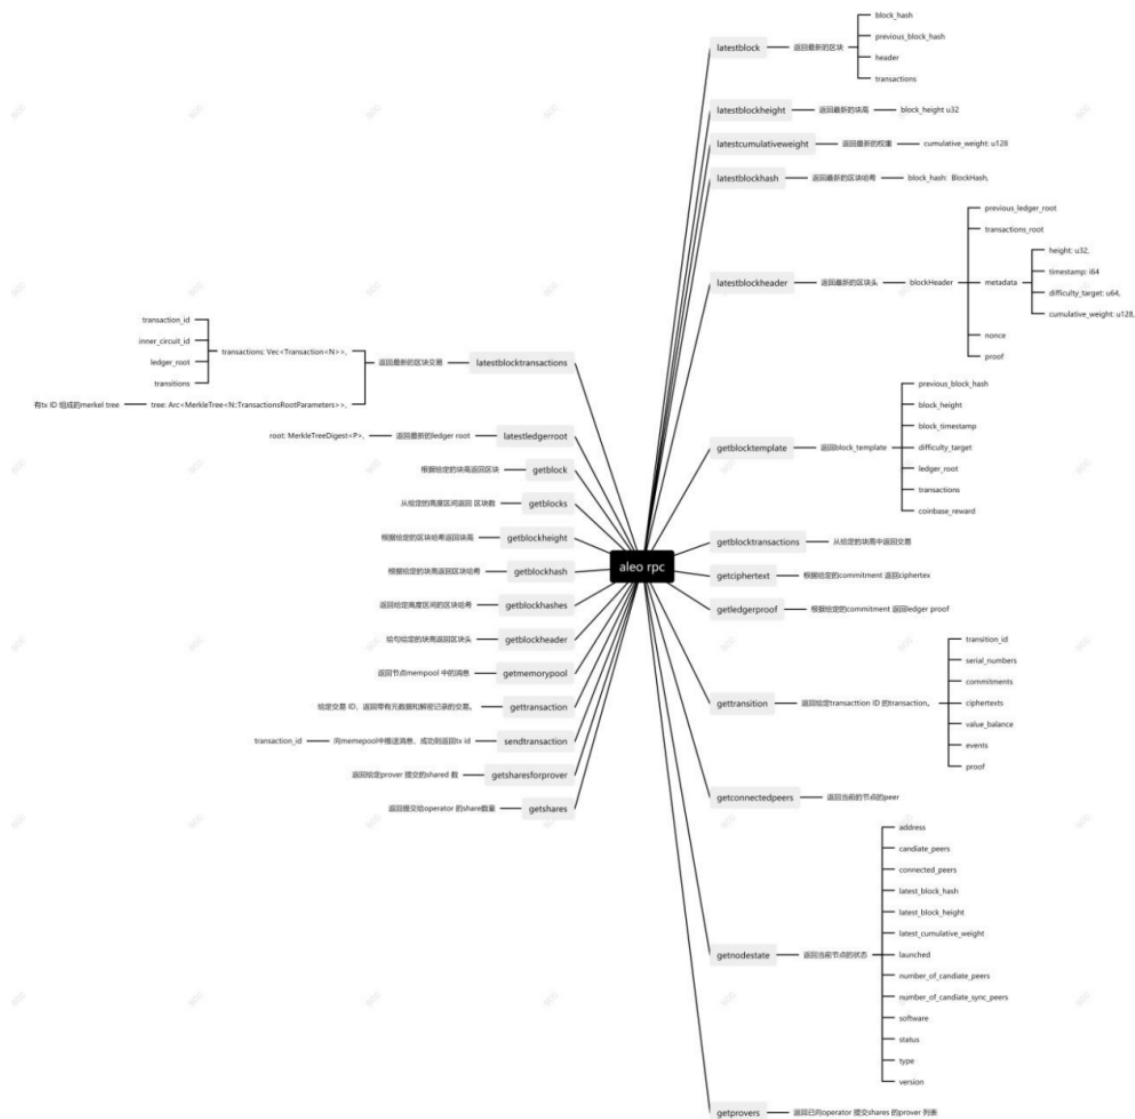 aleo rpc
latestblock
返回最新的区块
block_hash
previous_block_hash
header
transactions
latestblockheight
返回最新的块高
block_height u32
latestcumulativeweight
返回最新的权重
cumulative_weight: u128
latestblockhash
返回最新的区块哈希
block_hash: BlockHash,
latestblockheader
返回最新的区块头
blockHeader
previous_ledger_root
transactions_root
metadata
height: u32,
timestamp: i64
difficulty_target: u64,
cumulative_weight: u128,
nonce
proof
getblocktemplate
返回block_template
previous_block_hash
block_height
block_timestamp
difficulty_target
ledger_root
transactions
coinbase_reward
getblocktransactions
从给定的块高中返回交易
getciphertext
根据给定的commitment 返回ciphertex
getledgerproof
根据给定的commitment 返回ledger proof
gettransition
返回给定transacttion ID 的transaction。
transition_id
serial_numbers
commitments
ciphertexts
value_balance
events
proof
getconnectedpeers
返回当前的节点的peer
getnodestate
返回当前节点的状态
address
candiate_peers
connected_peers
latest_block_hash
latest_block_height
latest_cumulative_weight
launched
number_of_candiate_peers
number_of_candiate_sync_peers
software
status
type
version
getprovers
返回已向operator 提交shares 的prover 列表
latestblocktransactions
返回最新的区块交易
transactions: Vec<Transaction<N>>,
transaction_id
inner_circuit_id
ledger_root
transitions
tree: Arc<MerkleTree<N::TransactionsRootParameters>>,
有tx ID 组成的merkel tree
latestledgerroot
返回最新的ledger root
root: MerkleTreeDigest<P>,
getblock
根据给定的块高返回区块
getblocks
从给定的高度区间返回 区块数
getblockheight
根据给定的区块哈希返回块高
getblockhash
根据给定的块高返回区块哈希
getblockhashes
返回给定高度区间的区块哈希
getblockheader
给句给定的块高返回区块头
getmemorypool
返回节点mempool 中的消息
gettransaction
给定交易 ID，返回带有元数据和解密记录的交易。
sendtransaction
向memepool中推送消息，成功则返回tx id
transaction_id
getsharesforprover
返回给定prover 提交的shared 数
getshares
返回提交给operator 的share数量